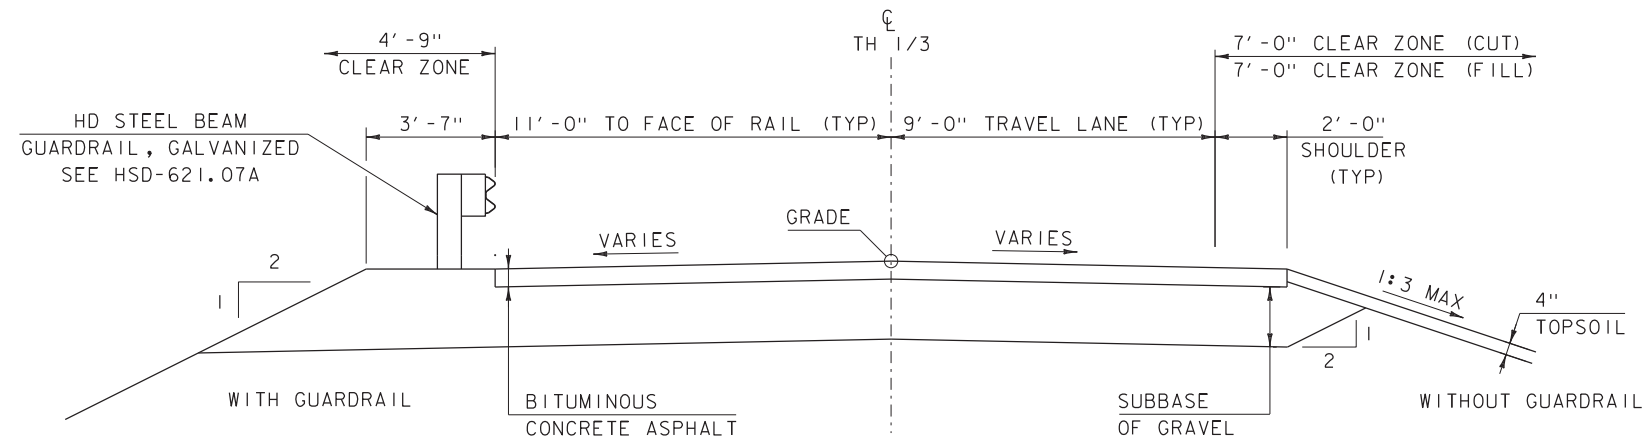 ℄
TH 1/3
4'-9"
CLEAR ZONE
7'-0" CLEAR ZONE (CUT)
7'-0" CLEAR ZONE (FILL)
HD STEEL BEAM
GUARDRAIL, GALVANIZED
SEE HSD-621.07A
3'-7"
11'-0" TO FACE OF RAIL (TYP)
9'-0" TRAVEL LANE (TYP)
2'-0"
SHOULDER
(TYP)
GRADE
VARIES
VARIES
2
1
1:3 MAX
4"
TOPSOIL
1
2
WITH GUARDRAIL
BITUMINOUS
CONCRETE ASPHALT
SUBBASE
OF GRAVEL
WITHOUT GUARDRAIL